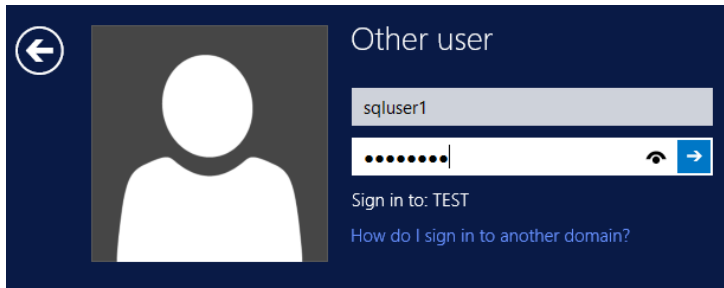 Other user
sqluser1
••••••••
Sign in to: TEST
How do I sign in to another domain?